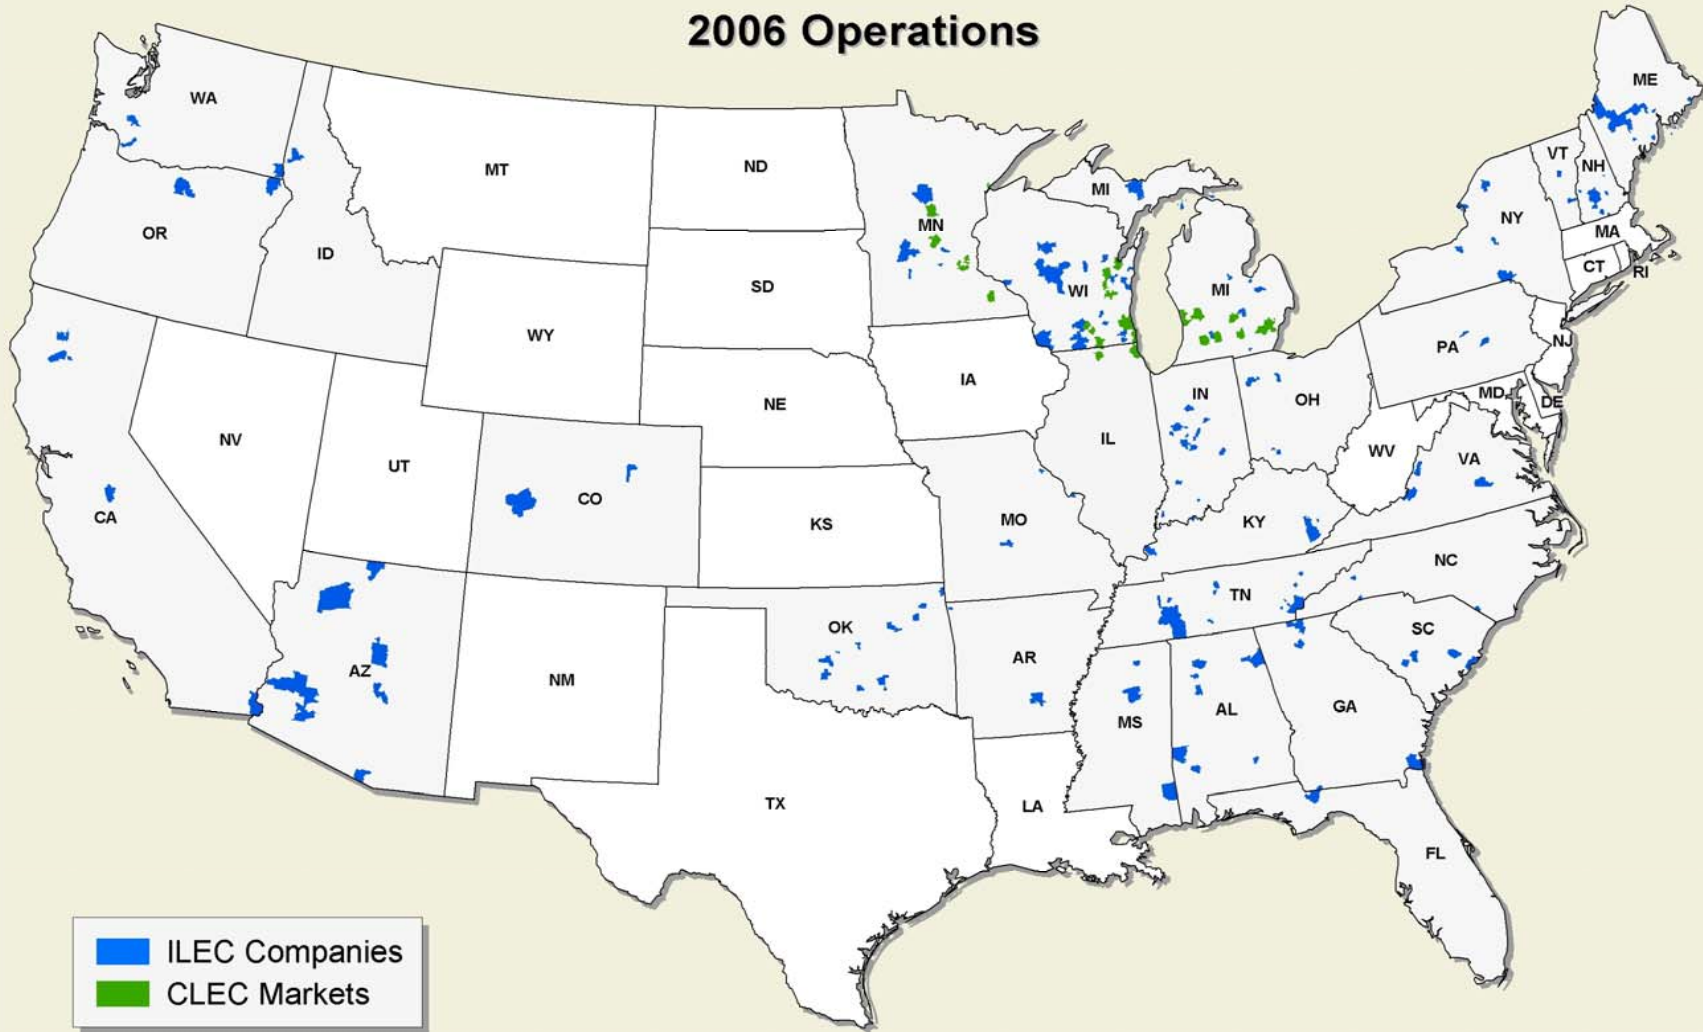 2006 Operations
WA
MT
ND
MN
MI
ME
VT
NH
NY
MA
CT
RI
OR
ID
SD
WI
MI
WY
PA
NJ
IA
NE
IN
OH
MD
DE
NV
UT
CO
IL
WV
VA
CA
KS
MO
KY
NC
TN
OK
SC
AR
AZ
NM
MS
AL
GA
TX
LA
FL
ILEC Companies
CLEC Markets